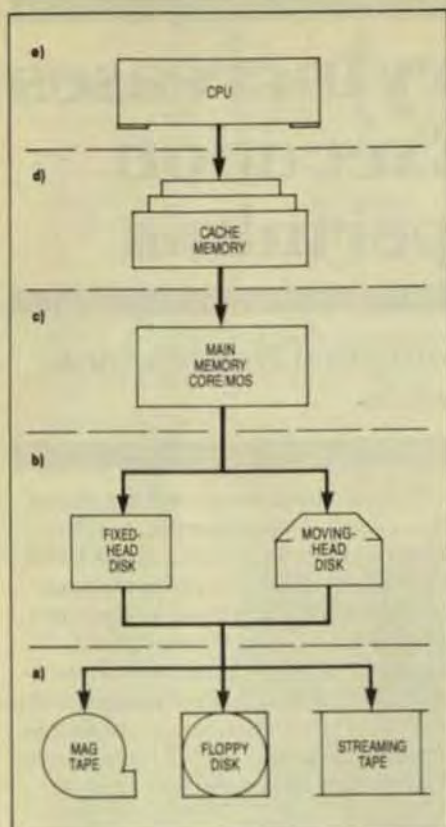 e)
CPU
d)
CACHE
MEMORY
c)
MAIN
MEMORY
CORE/MOS
b)
FIXED-
HEAD
DISK
MOVING-
HEAD
DISK
a)
MAG
TAPE
FLOPPY
DISK
STREAMING
TAPE